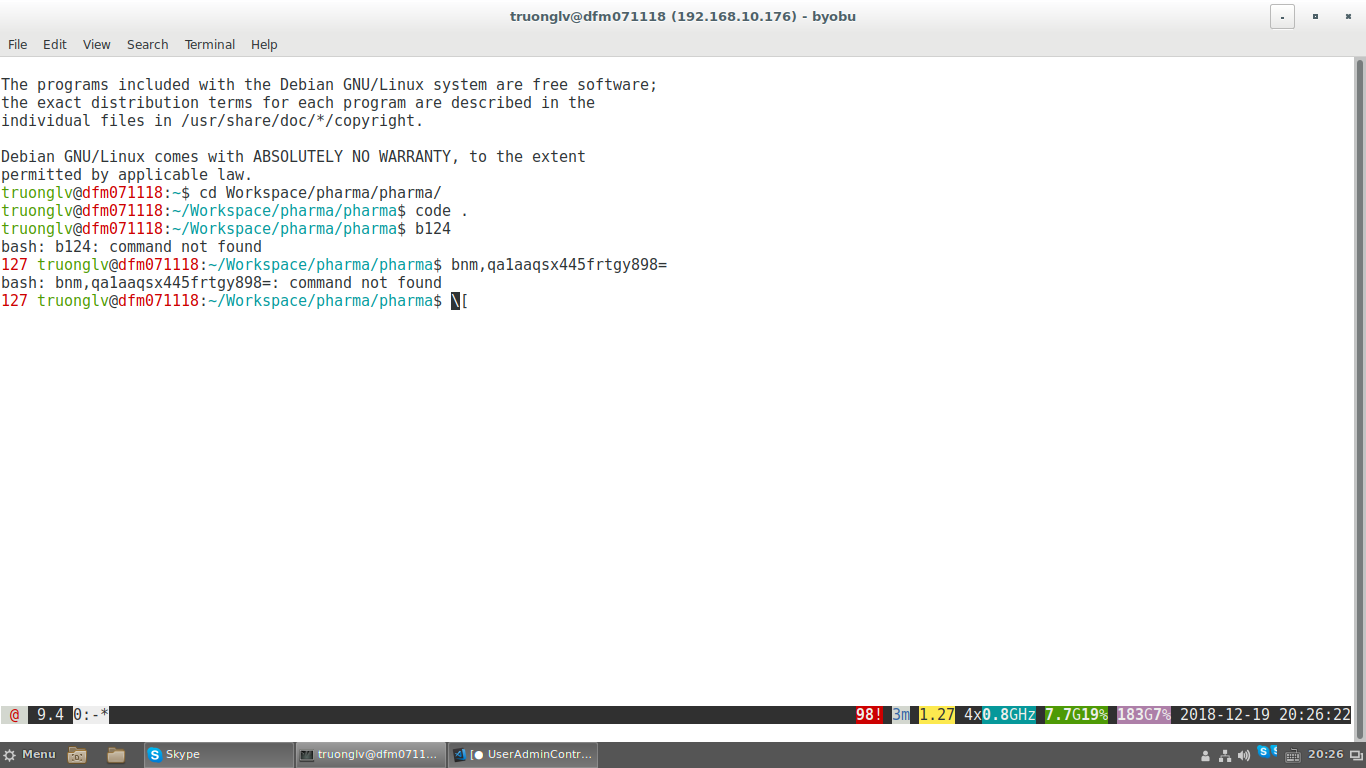 truonglv@dfm071118 (192.168.10.176) - byobu
File Edit View Search Terminal Help
The programs included with the Debian GNU/Linux system are free software;
the exact distribution terms for each program are described in the
individual files in /usr/share/doc/*/copyright.
Debian GNU/Linux comes with ABSOLUTELY NO WARRANTY, to the extent
permitted by applicable law.
truonglv@dfm071118:~$ cd Workspace/pharma/pharma/
truonglv@dfm071118:~/Workspace/pharma/pharma$ code .
truonglv@dfm071118:~/Workspace/pharma/pharma$ b124
bash: b124: command not found
127 truonglv@dfm071118:~/Workspace/pharma/pharma$ bnm,qa1aaqsx445frtgy898=
bash: bnm,qa1aaqsx445frtgy898=: command not found
127 truonglv@dfm071118:~/Workspace/pharma/pharma$ \[
@ 9.4 0:-* 98! 3m 1.27 4x0.8GHz 7.7G19% 183G7% 2018-12-19 20:26:22
Menu Skype truonglv@dfm0711... [● UserAdminContr... 20:26